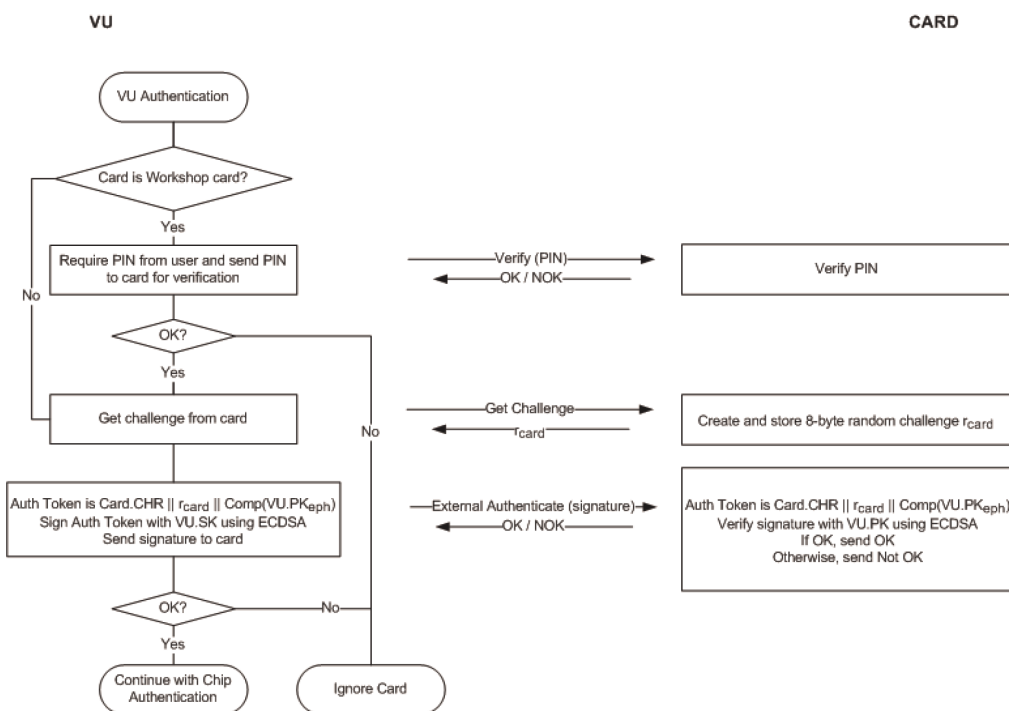 VU
CARD
VU Authentication
Card is Workshop card?
Yes
Require PIN from user and send PIN
to card for verification
Verify (PIN)
OK / NOK
Verify PIN
No
OK?
Yes
Get challenge from card
Get Challenge
rcard
Create and store 8-byte random challenge rcard
No
Auth Token is Card.CHR || rcard || Comp(VU.PKeph)
Sign Auth Token with VU.SK using ECDSA
Send signature to card
External Authenticate (signature)
OK / NOK
Auth Token is Card.CHR || rcard || Comp(VU.PKeph)
Verify signature with VU.PK using ECDSA
If OK, send OK
Otherwise, send Not OK
OK?
No
Yes
Continue with Chip
Authentication
Ignore Card